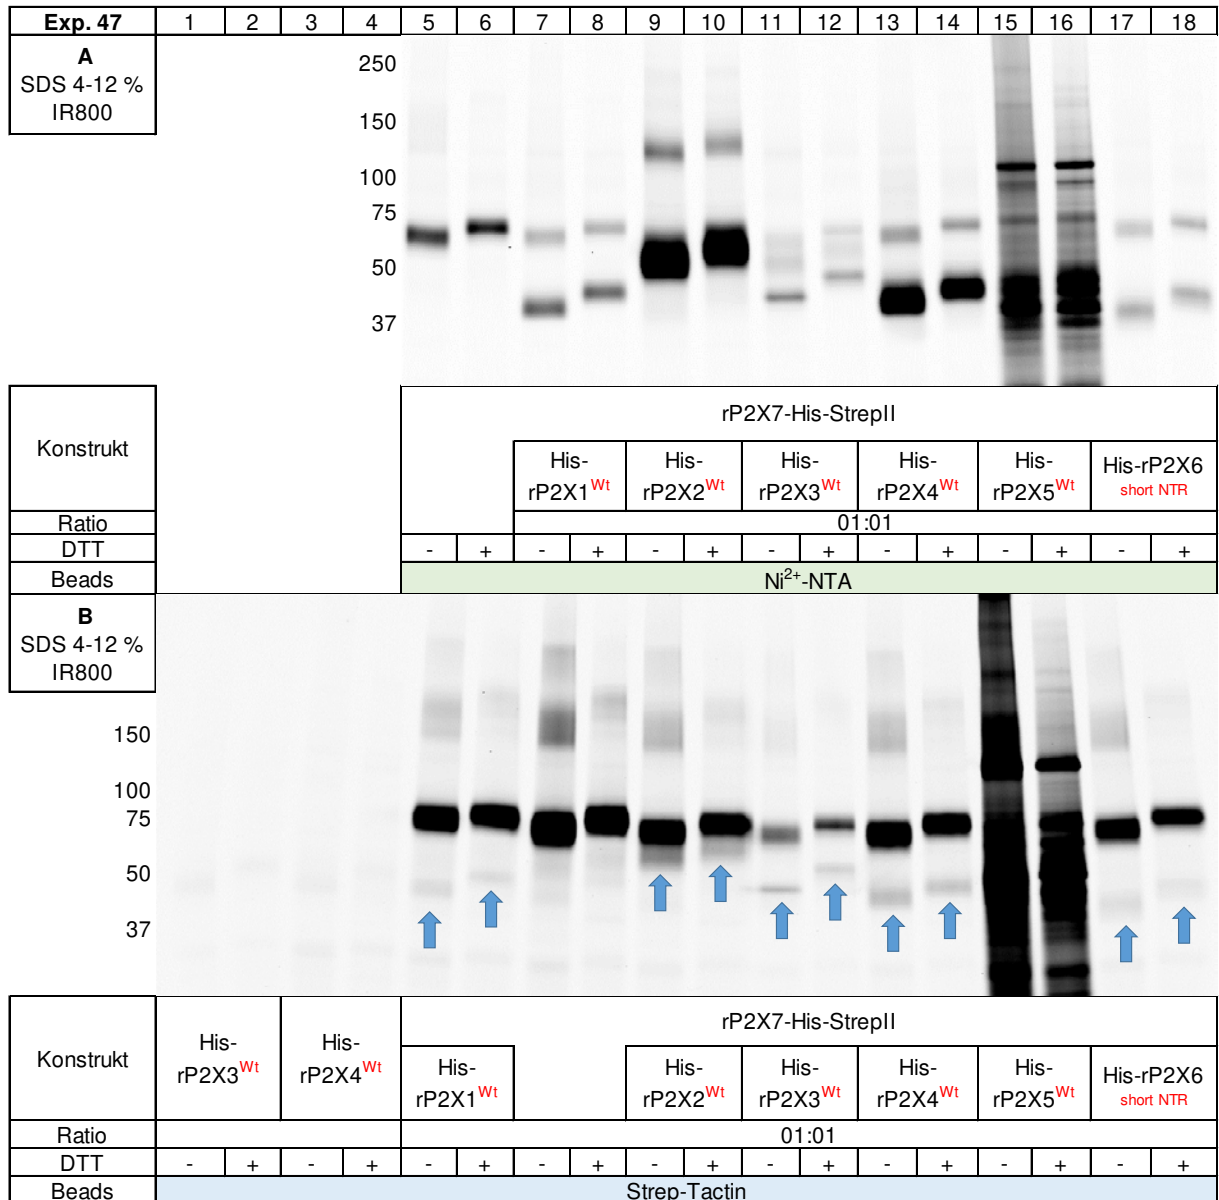 Exp. 47 1 2 3 4 5 6 7 8 9 10 11 12 13 14 15 16 17 18
A
SDS 4-12 %
IR800
250
150
100
75
50
37
Konstrukt
rP2X7-His-StrepII
His-rP2X1Wt
His-rP2X2Wt
His-rP2X3Wt
His-rP2X4Wt
His-rP2X5Wt
His-rP2X6
short NTR
Ratio 01:01
DTT - + - + - + - + - + - + - +
Beads Ni2+-NTA
B
SDS 4-12 %
IR800
150
100
75
50
37
Konstrukt
His-rP2X3Wt
His-rP2X4Wt
rP2X7-His-StrepII
His-rP2X1Wt
His-rP2X2Wt
His-rP2X3Wt
His-rP2X4Wt
His-rP2X5Wt
His-rP2X6
short NTR
Ratio 01:01
DTT - + - + - + - + - + - + - + - + - +
Beads Strep-Tactin